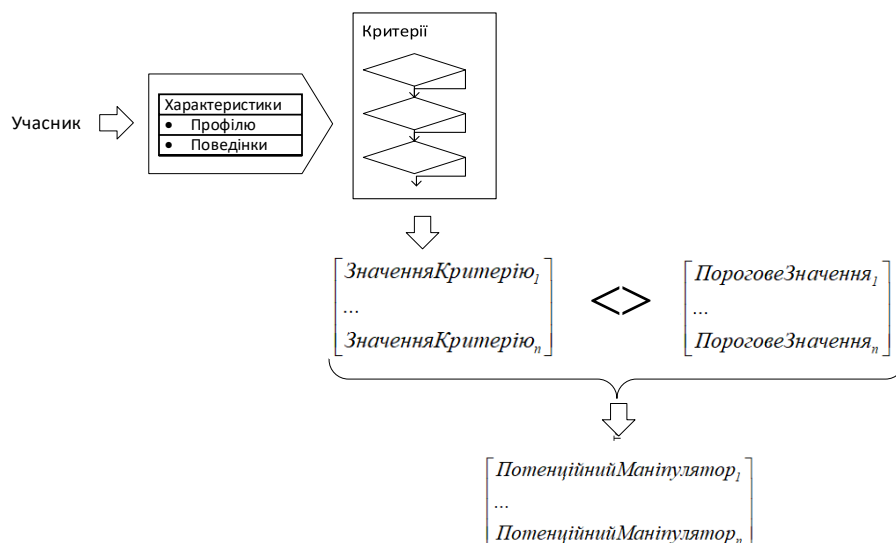 Критерії
Учасник
Характеристики
• Профілю
• Поведінки
ЗначенняКритерію1
...
ЗначенняКритеріюn
<>
ПороговеЗначення1
...
ПороговеЗначенняn
ПотенційнийМаніпулятор1
...
ПотенційнийМаніпуляторn